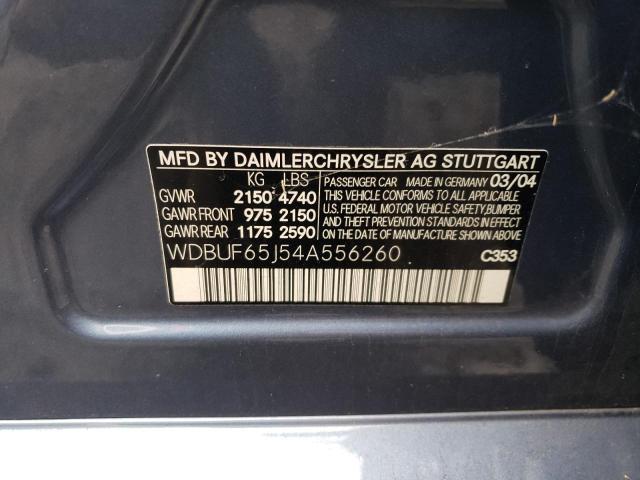 MFD BY DAIMLERCHRYSLER AG STUTTGART
KG LBS PASSENGER CAR MADE IN GERMANY 03/04
GVWR 2150 4740 THIS VEHICLE CONFORMS TO ALL APPLICABLE
GAWR FRONT 975 2150 U.S. FEDERAL MOTOR VEHICLE SAFETY,BUMPER
GAWR REAR 1175 2590 AND THEFT PREVENTION STANDARDS IN EFFECT
ON THE DATE OF MANUFACTURE SHOWN ABOVE.
WDBUF65J54A556260 C353